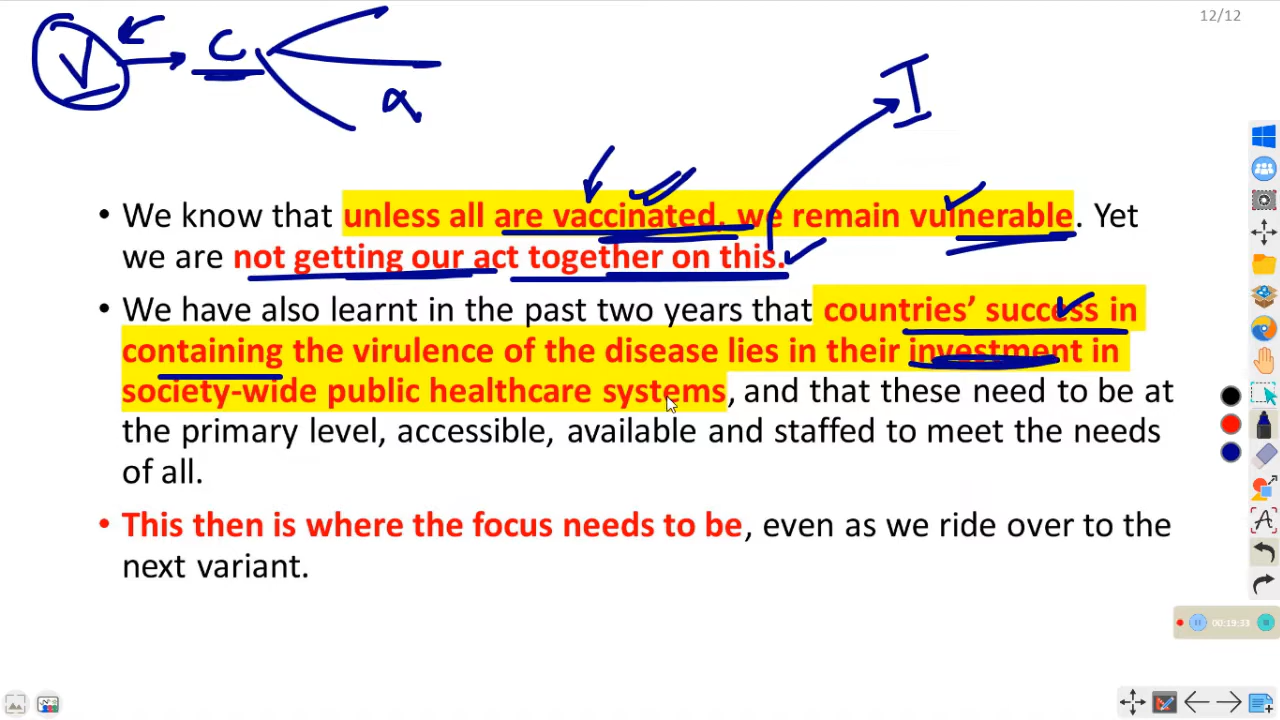 12/12
V C
α
I
• We know that unless all are vaccinated, we remain vulnerable. Yet
we are not getting our act together on this.
• We have also learnt in the past two years that countries’ success in
containing the virulence of the disease lies in their investment in
society-wide public healthcare systems, and that these need to be at
the primary level, accessible, available and staffed to meet the needs
of all.
• This then is where the focus needs to be, even as we ride over to the
next variant.
00:19:33